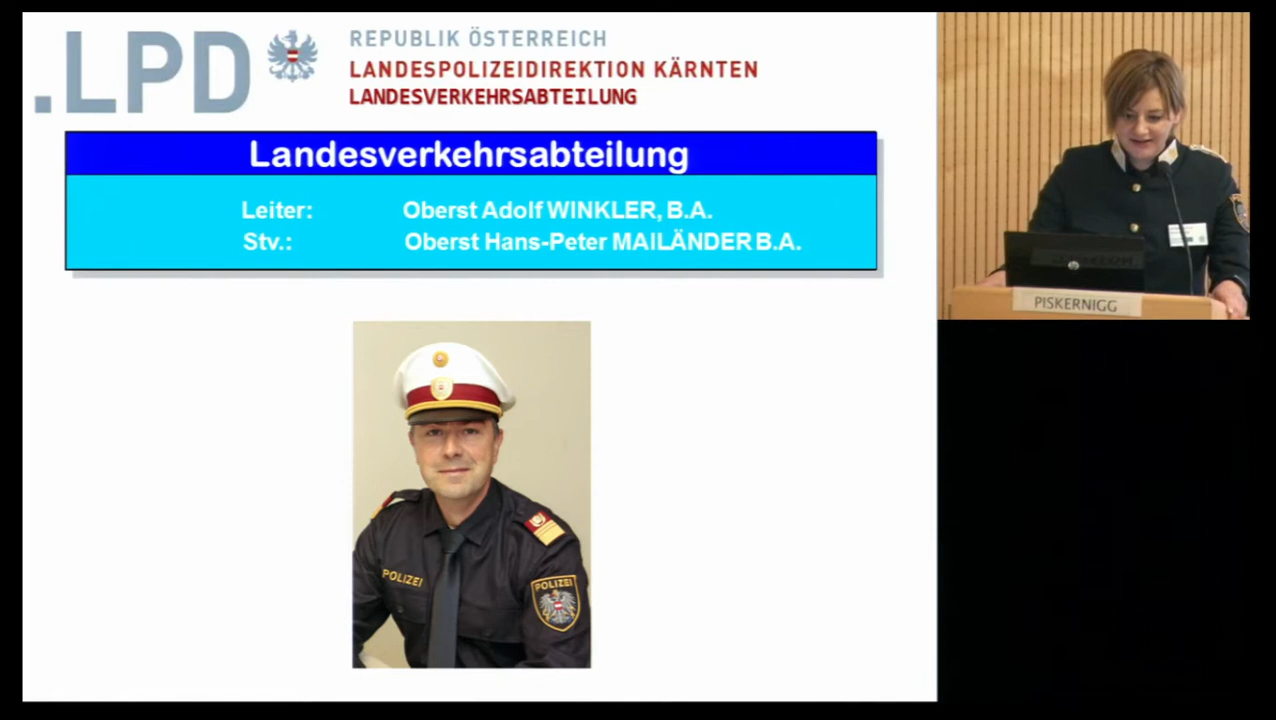 .LPD
REPUBLIK ÖSTERREICH
LANDESPOLIZEIDIREKTION KÄRNTEN
LANDESVERKEHRSABTEILUNG
Landesverkehrsabteilung
Leiter: Oberst Adolf WINKLER, B.A.
Stv.: Oberst Hans-Peter MAILÄNDER B.A.
PISKERNIGG
POLIZEI
POLIZEI